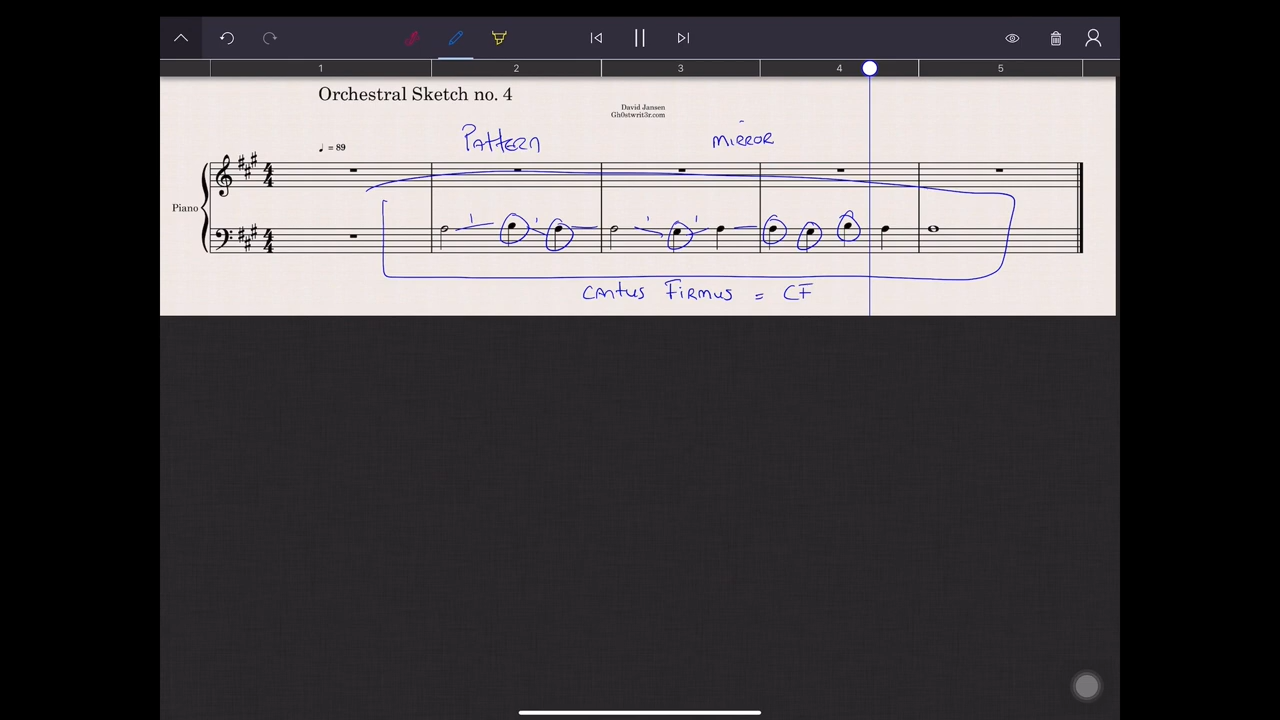 1 2 3 4 5
Orchestral Sketch no. 4
David Jansen
Gh0stwrit3r.com
PATTERN MIRROR
♩ = 89
Piano
CANTUS FIRMUS = CF